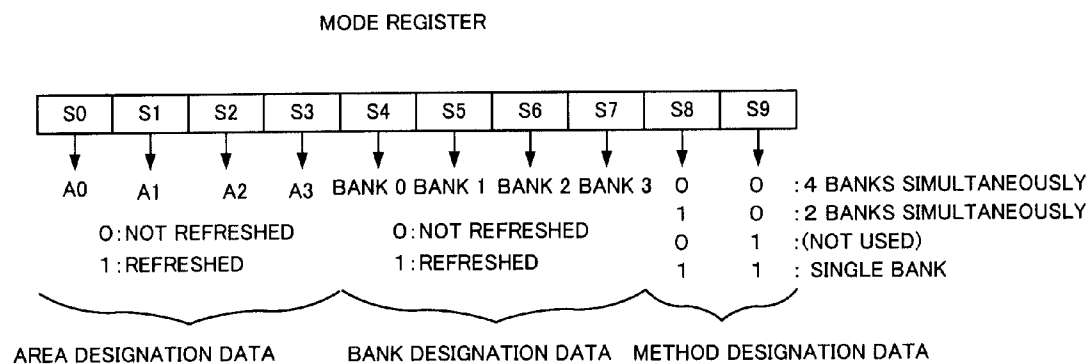 MODE REGISTER
S0 S1 S2 S3 S4 S5 S6 S7 S8 S9
A0 A1 A2 A3 BANK 0 BANK 1 BANK 2 BANK 3 0 0 :4 BANKS SIMULTANEOUSLY
1 0 :2 BANKS SIMULTANEOUSLY
0:NOT REFRESHED 0:NOT REFRESHED 0 1 :(NOT USED)
1:REFRESHED 1:REFRESHED 1 1 : SINGLE BANK
AREA DESIGNATION DATA BANK DESIGNATION DATA METHOD DESIGNATION DATA